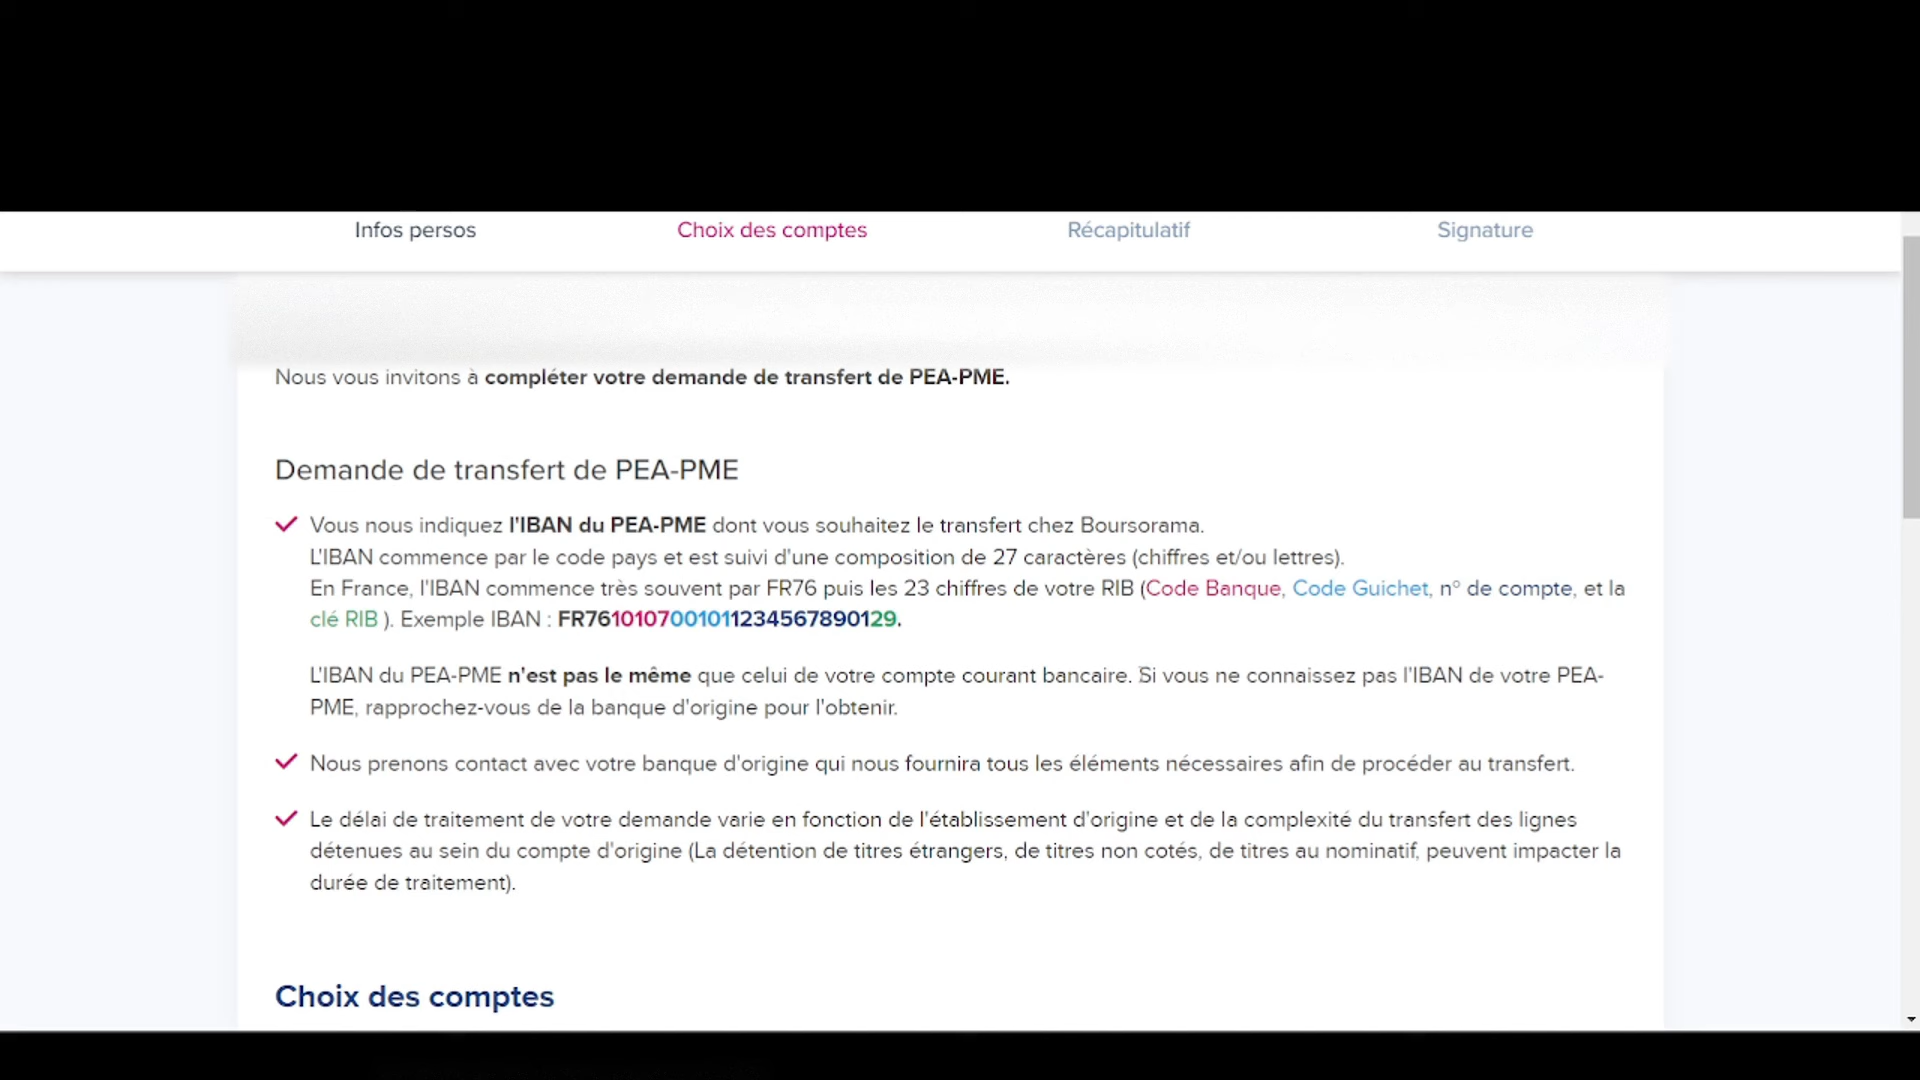 Infos persos
Choix des comptes
Récapitulatif
Signature
Nous vous invitons à compléter votre demande de transfert de PEA-PME.
Demande de transfert de PEA-PME
Vous nous indiquez l'IBAN du PEA-PME dont vous souhaitez le transfert chez Boursorama.
L'IBAN commence par le code pays et est suivi d'une composition de 27 caractères (chiffres et/ou lettres).
En France, l'IBAN commence très souvent par FR76 puis les 23 chiffres de votre RIB (Code Banque, Code Guichet, n° de compte, et la
clé RIB ). Exemple IBAN : FR7610107001011234567890129.
L'IBAN du PEA-PME n'est pas le même que celui de votre compte courant bancaire. Si vous ne connaissez pas l'IBAN de votre PEA-
PME, rapprochez-vous de la banque d'origine pour l'obtenir.
Nous prenons contact avec votre banque d'origine qui nous fournira tous les éléments nécessaires afin de procéder au transfert.
Le délai de traitement de votre demande varie en fonction de l'établissement d'origine et de la complexité du transfert des lignes
détenues au sein du compte d'origine (La détention de titres étrangers, de titres non cotés, de titres au nominatif, peuvent impacter la
durée de traitement).
Choix des comptes